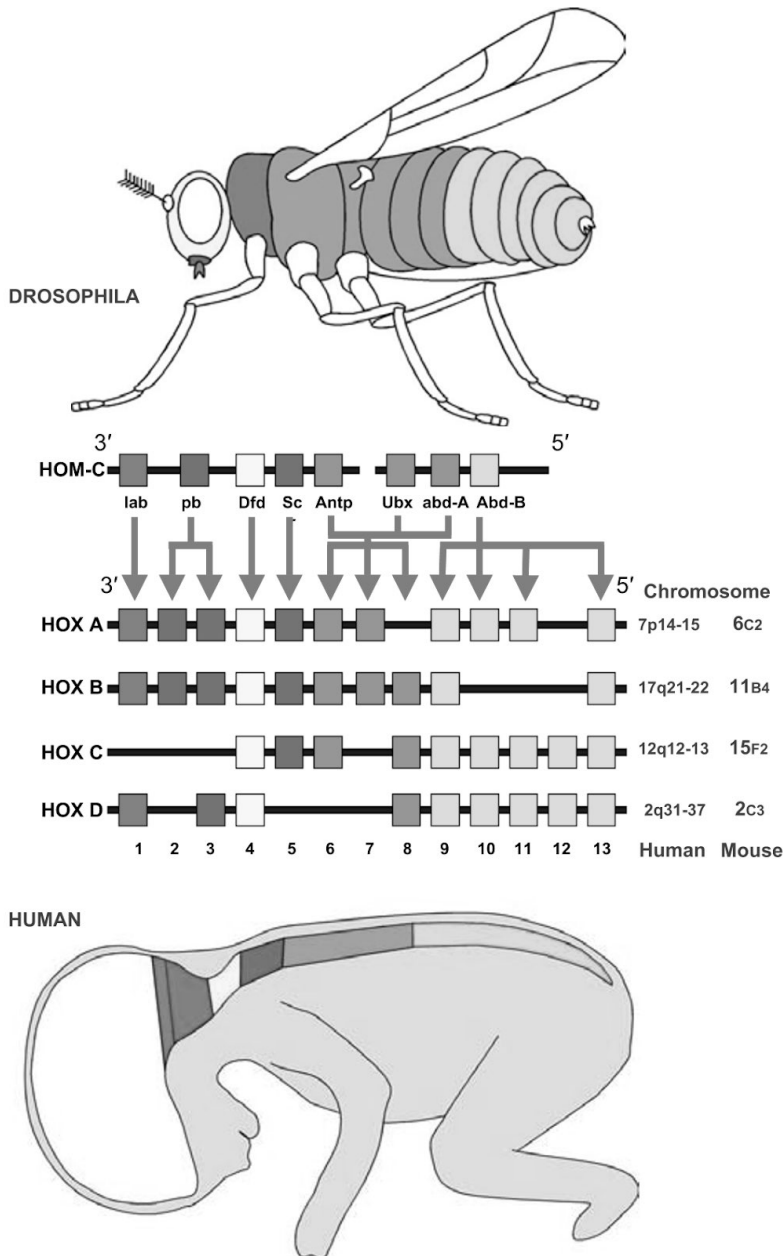 DROSOPHILA
3′ 5′
HOM-C
lab pb Dfd Sc Antp Ubx abd-A Abd-B
3′ 5′ Chromosome
HOX A 7p14-15 6C2
HOX B 17q21-22 11B4
HOX C 12q12-13 15F2
HOX D 2q31-37 2C3
1 2 3 4 5 6 7 8 9 10 11 12 13 Human Mouse
HUMAN